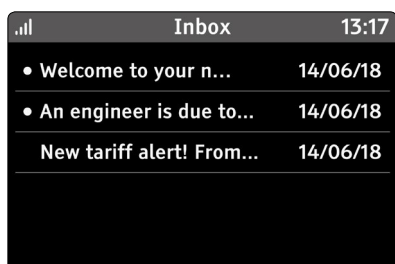 Inbox 13:17
• Welcome to your n... 14/06/18
• An engineer is due to... 14/06/18
New tariff alert! From... 14/06/18